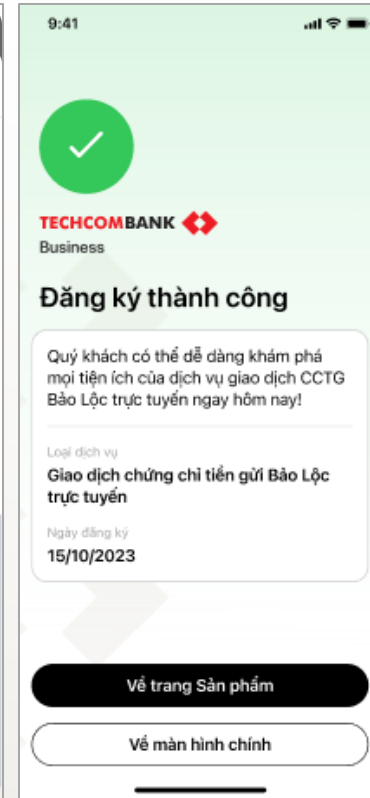 9:41
TECHCOMBANK
Business
Đăng ký thành công
Quý khách có thể dễ dàng khám phá
mọi tiện ích của dịch vụ giao dịch CCTG
Bảo Lộc trực tuyến ngay hôm nay!
Loại dịch vụ
Giao dịch chứng chỉ tiền gửi Bảo Lộc
trực tuyến
Ngày đăng ký
15/10/2023
Về trang Sản phẩm
Về màn hình chính